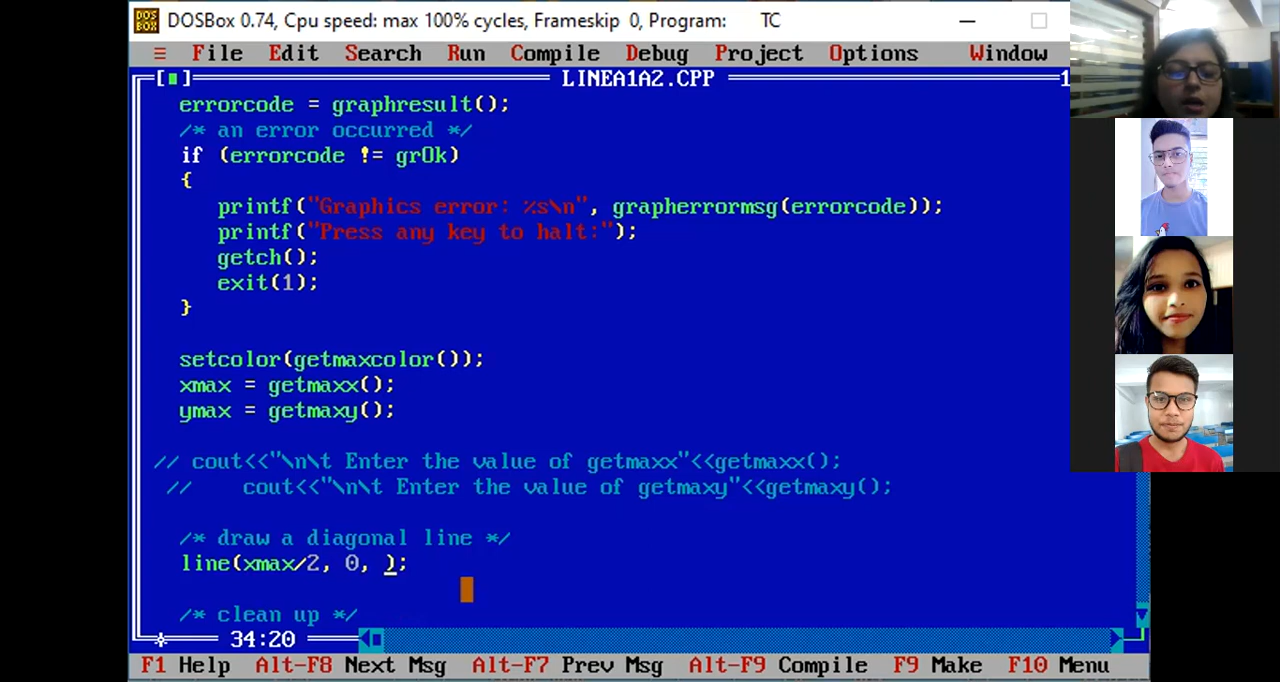 DOSBox 0.74, Cpu speed: max 100% cycles, Frameskip 0, Program: TC
≡ File Edit Search Run Compile Debug Project Options Window
[■] LINEA1A2.CPP 1
errorcode = graphresult();
/* an error occurred */
if (errorcode != grOk)
{
printf("Graphics error: %s\n", grapherrormsg(errorcode));
printf("Press any key to halt:");
getch();
exit(1);
}
setcolor(getmaxcolor());
xmax = getmaxx();
ymax = getmaxy();
// cout<<"\n\t Enter the value of getmaxx"<<getmaxx();
// cout<<"\n\t Enter the value of getmaxy"<<getmaxy();
/* draw a diagonal line */
line(xmax/2, 0, );
/* clean up */
* 34:20
F1 Help Alt-F8 Next Msg Alt-F7 Prev Msg Alt-F9 Compile F9 Make F10 Menu